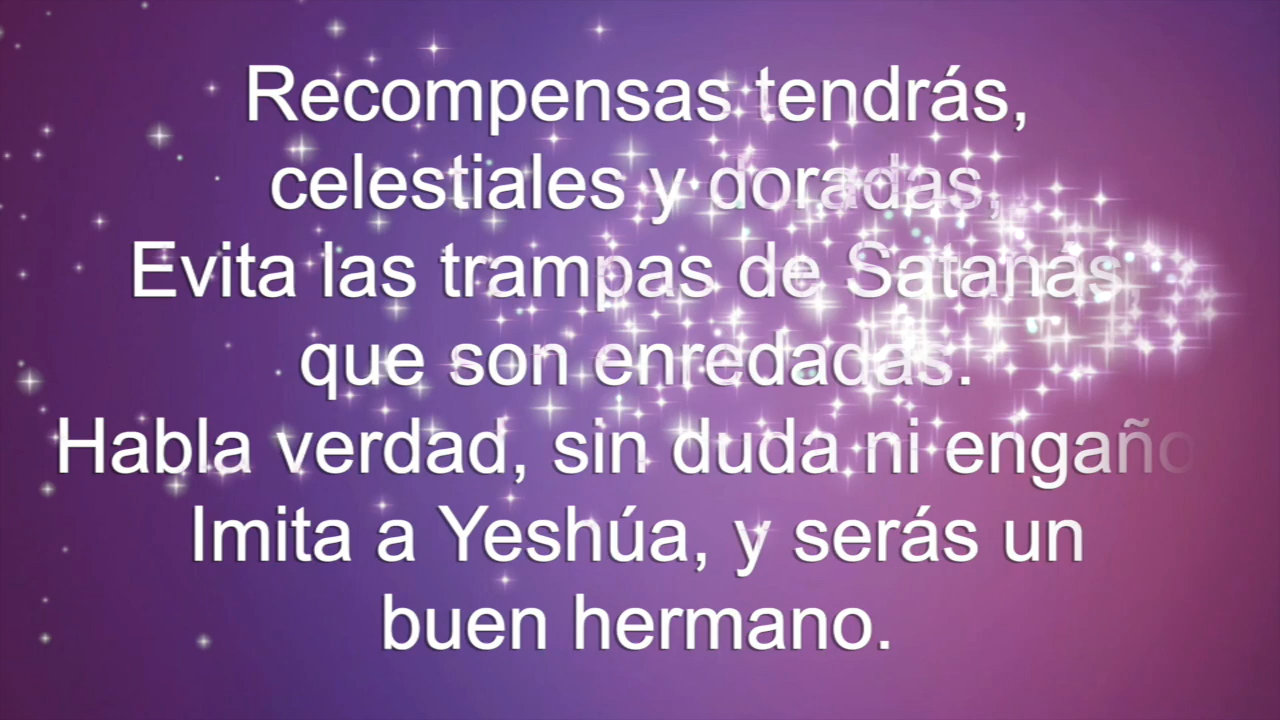 Recompensas tendrás,
celestiales y doradas,
Evita las trampas de Satanás
que son enredadas.
Habla verdad, sin duda ni engaño
Imita a Yeshúa, y serás un
buen hermano.